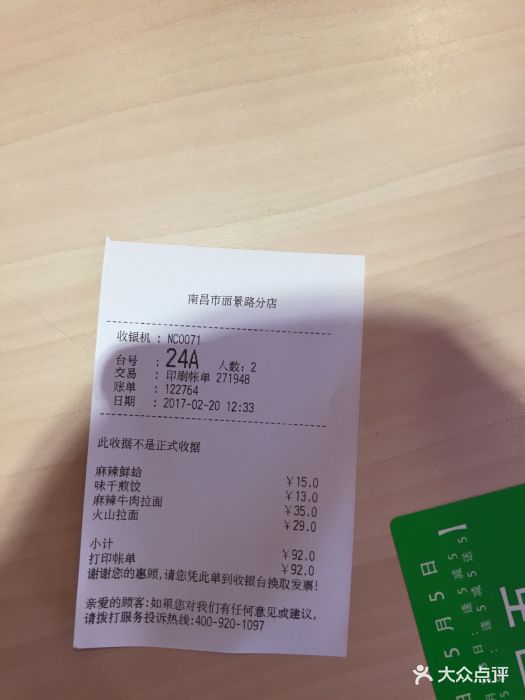 南昌市丽景路分店
收银机 : NC0071
台号 : 24A 人数: 2
交易 : 印刷帐单 271948
账单 : 122764
日期 : 2017-02-20 12:33
此收据不是正式收据
麻辣鲜蛤 ¥15.0
味千煎饺 ¥13.0
麻辣牛肉拉面 ¥35.0
火山拉面 ¥29.0
小计 ¥92.0
打印帐单 ¥92.0
谢谢您的惠顾,请您凭此单到收银台换取发票!
亲爱的顾客:如果您对我们有任何意见或建议,
请拨打服务投诉热线:400-920-1097
5月5日】
大众点评